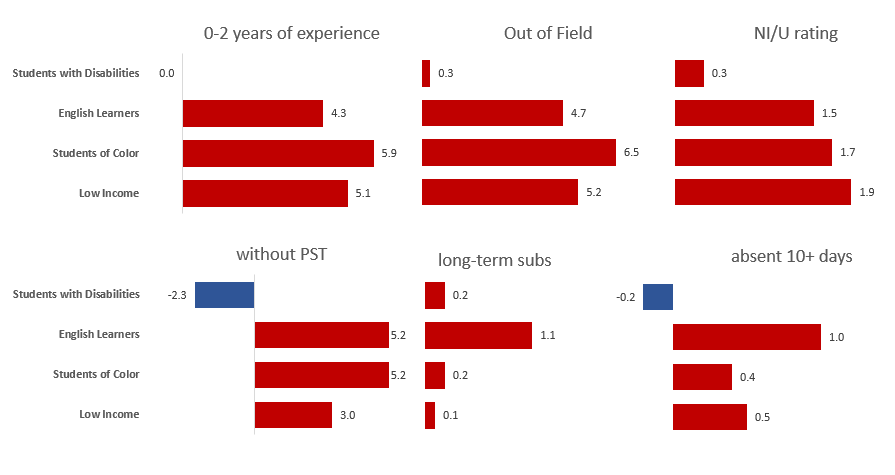 0-2 years of experience
Out of Field
NI/U rating
Students with Disabilities 0.0 0.3 0.3
English Learners 4.3 4.7 1.5
Students of Color 5.9 6.5 1.7
Low Income 5.1 5.2 1.9
without PST
long-term subs
absent 10+ days
Students with Disabilities -2.3 0.2 -0.2
English Learners 5.2 1.1 1.0
Students of Color 5.2 0.2 0.4
Low Income 3.0 0.1 0.5